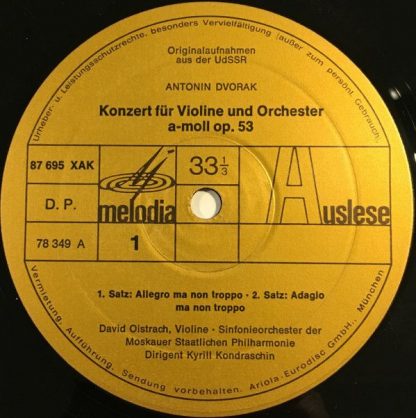 Urheber- u. Leistungsschutzrechte, besonders Vervielfältigung (außer zum persönl. Gebrauch)
Originalaufnahmen
aus der UdSSR
ANTONIN DVORAK
Konzert für Violine und Orchester
a-moll op. 53
87 695 XAK
33 1/3
D. P.
melodia
Auslese
78 349 A
1
1. Satz: Allegro ma non troppo · 2. Satz: Adagio
ma non troppo
David Oistrach, Violine · Sinfonieorchester der
Moskauer Staatlichen Philharmonie
Dirigent Kyrill Kondraschin
Vermietung, Aufführung, Sendung vorbehalten. Ariola-Eurodisc GmbH., München